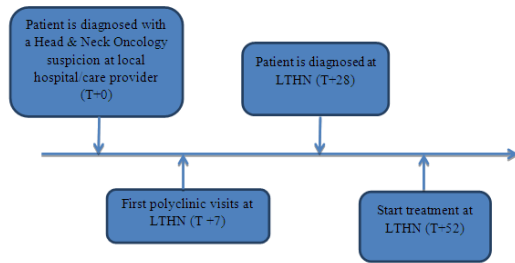 Patient is diagnosed with
a Head & Neck Oncology
suspicion at local
hospital/care provider
(T+0)
Patient is diagnosed at
LTHN (T+28)
First polyclinic visits at
LTHN (T +7)
Start treatment at
LTHN (T+52)